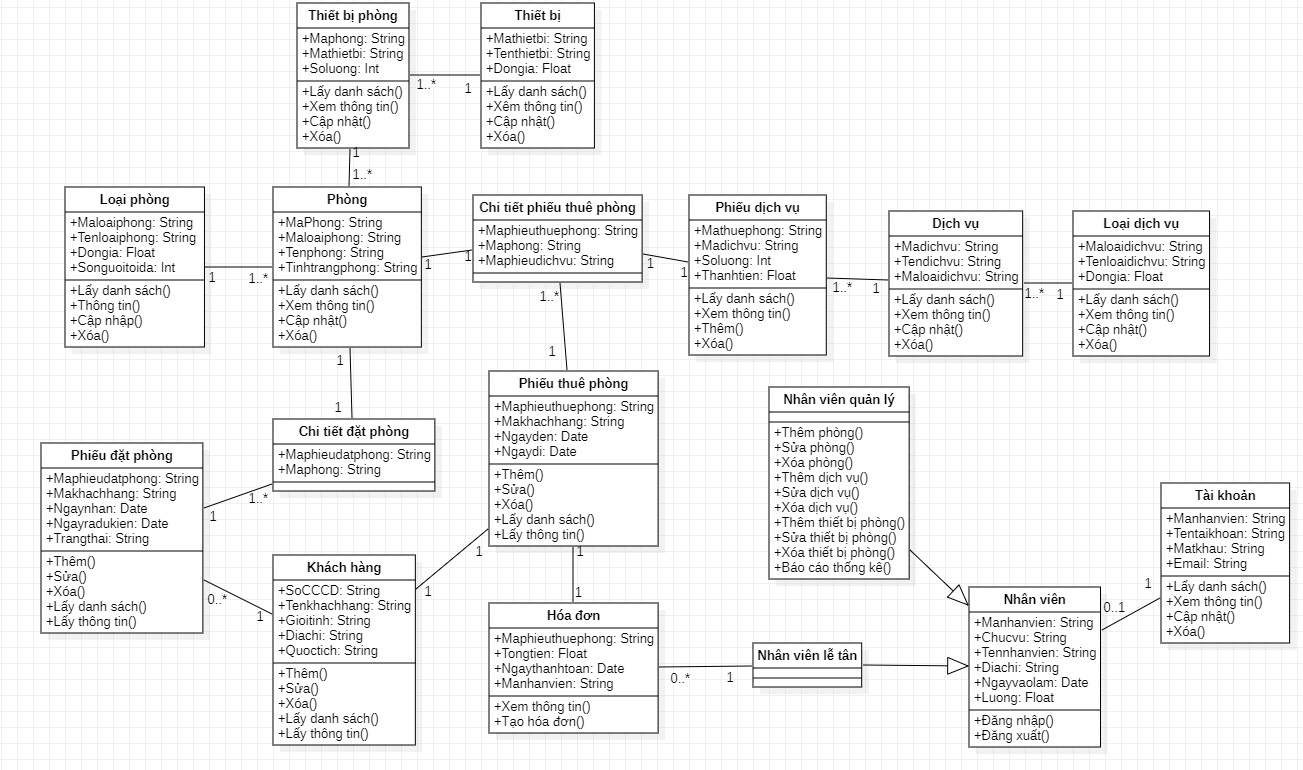 Thiết bị phòng
+Maphong: String
+Mathietbi: String
+Soluong: Int
+Lấy danh sách()
+Xem thông tin()
+Cập nhật()
+Xóa()
1..*
1
Thiết bị
+Mathietbi: String
+Tenthietbi: String
+Dongia: Float
+Lấy danh sách()
+Xêm thông tin()
+Cập nhật()
+Xóa()
1
1..*
Loại phòng
+Maloaiphong: String
+Tenloaiphong: String
+Dongia: Float
+Songuoitoida: Int
+Lấy danh sách()
+Thông tin()
+Cập nhập()
+Xóa()
1
1..*
Phòng
+MaPhong: String
+Maloaiphong: String
+Tenphong: String
+Tinhtrangphong: String
+Lấy danh sách()
+Xem thông tin()
+Cập nhật()
+Xóa()
1
1
Chi tiết phiếu thuê phòng
+Maphieuthuephong: String
+Maphong: String
+Maphieudichvu: String
1
1
Phiếu dịch vụ
+Mathuephong: String
+Madichvu: String
+Soluong: Int
+Thanhtien: Float
+Lấy danh sách()
+Xem thông tin()
+Thêm()
+Xóa()
1..*
1
Dịch vụ
+Madichvu: String
+Tendichvu: String
+Maloaidichvu: String
+Lấy danh sách()
+Xem thông tin()
+Cập nhật()
+Xóa()
1..*
1
Loại dịch vụ
+Maloaidichvu: String
+Tenloaidichvu: String
+Dongia: Float
+Lấy danh sách()
+Xem thông tin()
+Cập nhật()
+Xóa()
1..*
1
1
1
Phiếu đặt phòng
+Maphieudatphong: String
+Makhachhang: String
+Ngaynhan: Date
+Ngayradukien: Date
+Trangthai: String
+Thêm()
+Sửa()
+Xóa()
+Lấy danh sách()
+Lấy thông tin()
1
1..*
Chi tiết đặt phòng
+Maphieudatphong: String
+Maphong: String
Phiếu thuê phòng
+Maphieuthuephong: String
+Makhachhang: String
+Ngayden: Date
+Ngaydi: Date
+Thêm()
+Sửa()
+Xóa()
+Lấy danh sách()
+Lấy thông tin()
Nhân viên quản lý
+Thêm phòng()
+Sửa phòng()
+Xóa phòng()
+Thêm dịch vụ()
+Sửa dịch vụ()
+Xóa dịch vụ()
+Thêm thiết bị phòng()
+Sửa thiết bị phòng()
+Xóa thiết bị phòng()
+Báo cáo thống kê()
Tài khoản
+Manhanvien: String
+Tentaikhoan: String
+Matkhau: String
+Email: String
+Lấy danh sách()
+Xem thông tin()
+Cập nhật()
+Xóa()
0..*
1
Khách hàng
+SoCCCD: String
+Tenkhachhang: String
+Gioitinh: String
+Diachi: String
+Quoctich: String
+Thêm()
+Sửa()
+Xóa()
+Lấy danh sách()
+Lấy thông tin()
1
1
1
1
Hóa đơn
+Maphieuthuephong: String
+Tongtien: Float
+Ngaythanhtoan: Date
+Manhanvien: String
+Xem thông tin()
+Tạo hóa đơn()
0..*
1
Nhân viên lễ tân
Nhân viên
+Manhanvien: String
+Chucvu: String
+Tennhanvien: String
+Diachi: String
+Ngayvaolam: Date
+Luong: Float
+Đăng nhập()
+Đăng xuất()
0..1
1